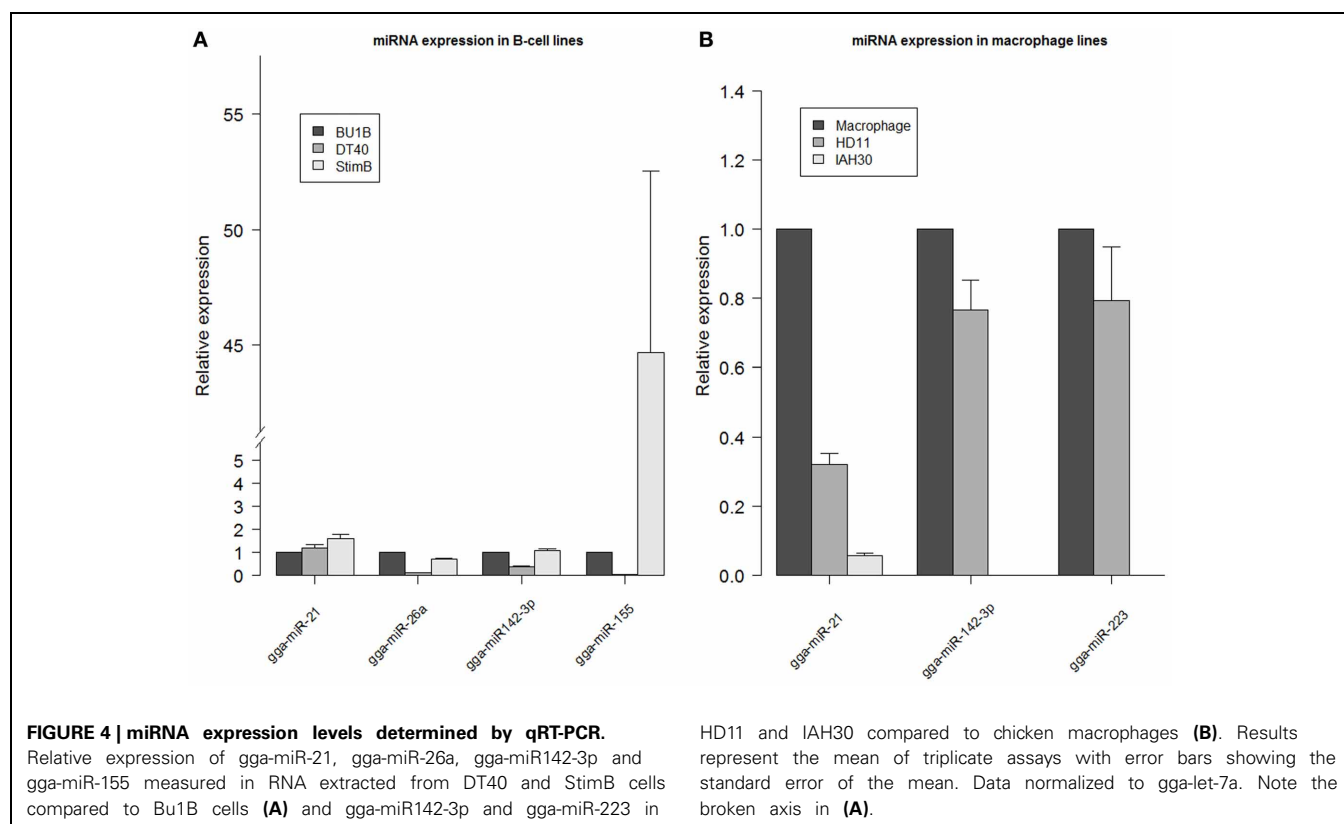 A
miRNA expression in B-cell lines
Relative expression
55
50
45
5
4
3
2
1
0
BU1B
DT40
StimB
gga-miR-21
gga-miR-26a
gga-miR142-3p
gga-miR-155
B
miRNA expression in macrophage lines
Relative expression
1.4
1.2
1.0
0.8
0.6
0.4
0.2
0.0
Macrophage
HD11
IAH30
gga-miR-21
gga-miR-142-3p
gga-miR-223
FIGURE 4 | miRNA expression levels determined by qRT-PCR.
Relative expression of gga-miR-21, gga-miR-26a, gga-miR142-3p and
gga-miR-155 measured in RNA extracted from DT40 and StimB cells
compared to Bu1B cells (A) and gga-miR142-3p and gga-miR-223 in
HD11 and IAH30 compared to chicken macrophages (B). Results
represent the mean of triplicate assays with error bars showing the
standard error of the mean. Data normalized to gga-let-7a. Note the
broken axis in (A).